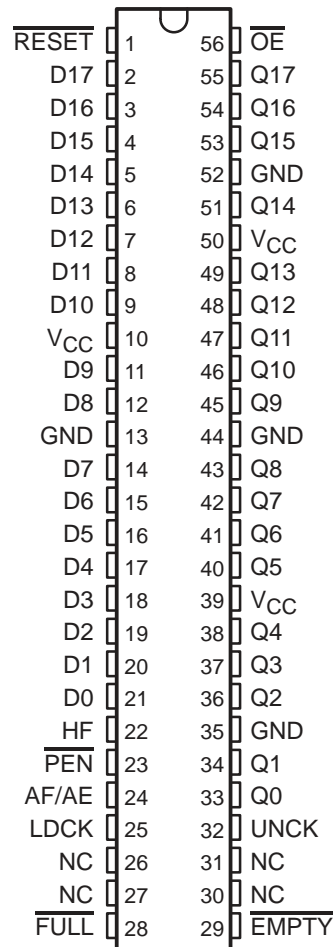 R̅E̅S̅E̅T̅ 1 56 O̅E̅
D17 2 55 Q17
D16 3 54 Q16
D15 4 53 Q15
D14 5 52 GND
D13 6 51 Q14
D12 7 50 VCC
D11 8 49 Q13
D10 9 48 Q12
VCC 10 47 Q11
D9 11 46 Q10
D8 12 45 Q9
GND 13 44 GND
D7 14 43 Q8
D6 15 42 Q7
D5 16 41 Q6
D4 17 40 Q5
D3 18 39 VCC
D2 19 38 Q4
D1 20 37 Q3
D0 21 36 Q2
HF 22 35 GND
P̅E̅N̅ 23 34 Q1
AF/AE 24 33 Q0
LDCK 25 32 UNCK
NC 26 31 NC
NC 27 30 NC
F̅U̅L̅L̅ 28 29 E̅M̅P̅T̅Y̅